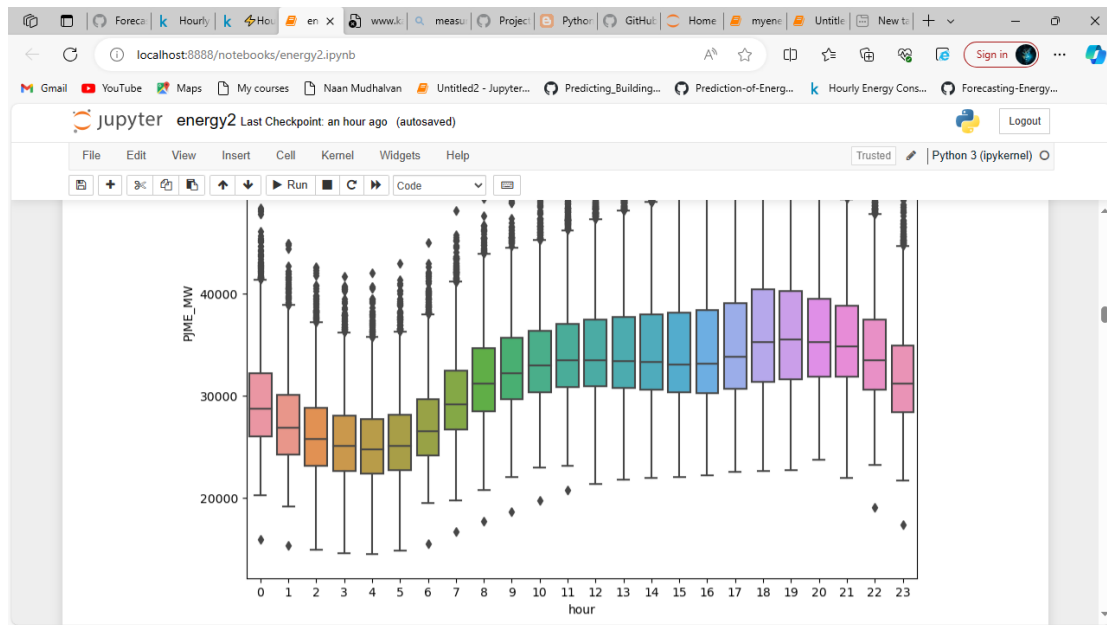 Foreca Hourly Hou en www.k measu Project Pythor GitHub Home myene Untitle New ta
localhost:8888/notebooks/energy2.ipynb Sign in
Gmail YouTube Maps My courses Naan Mudhalvan Untitled2 - Jupyter... Predicting_Building... Prediction-of-Energ... Hourly Energy Cons... Forecasting-Energy...
jupyter energy2 Last Checkpoint: an hour ago (autosaved) Logout
File Edit View Insert Cell Kernel Widgets Help Trusted Python 3 (ipykernel)
Run Code
40000
PJME_MW
30000
20000
0 1 2 3 4 5 6 7 8 9 10 11 12 13 14 15 16 17 18 19 20 21 22 23
hour